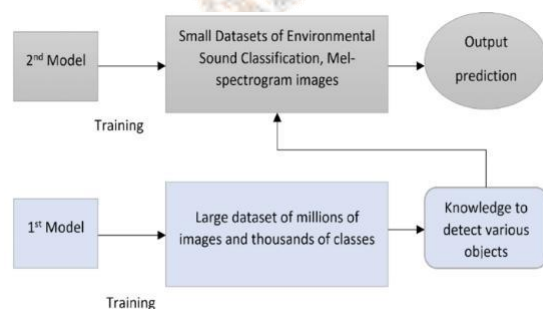 2nd Model
Training
Small Datasets of Environmental
Sound Classification, Mel-
spectrogram images
Output
prediction
1st Model
Training
Large dataset of millions of
images and thousands of classes
Knowledge to
detect various
objects